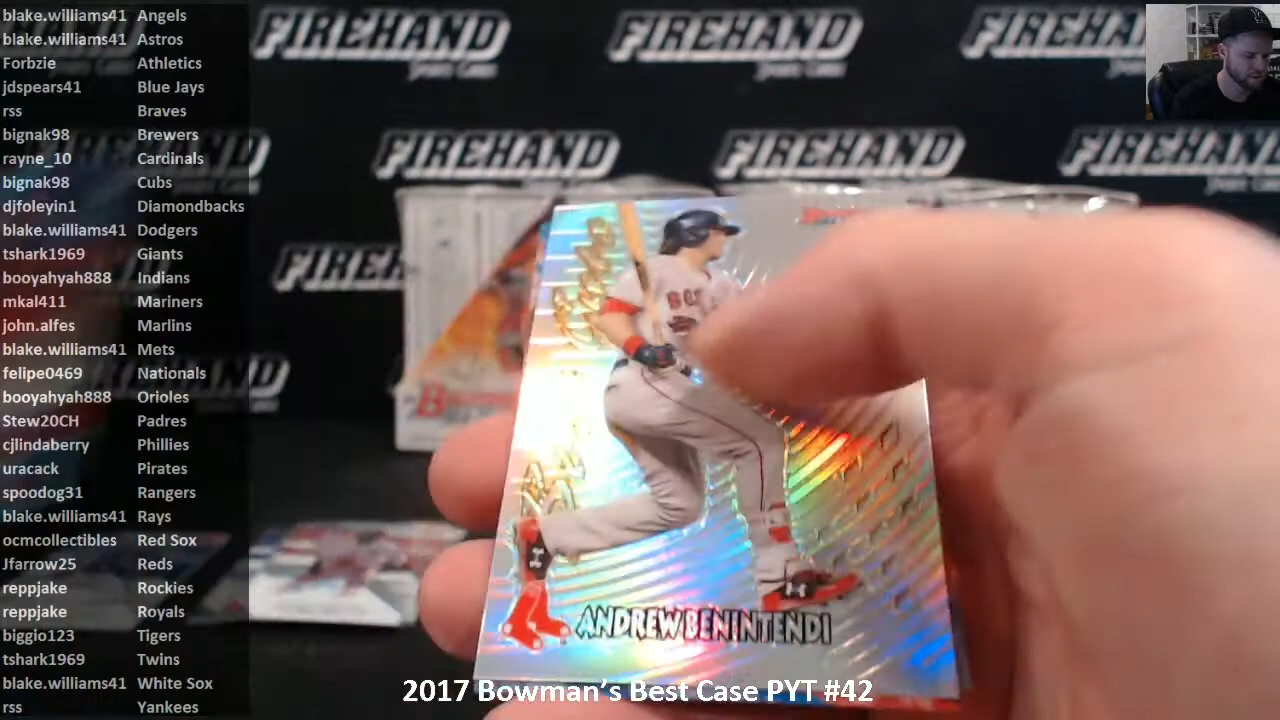 blake.williams41 Angels
blake.williams41 Astros
Forbzie Athletics
jdspears41 Blue Jays
rss Braves
bignak98 Brewers
rayne_10 Cardinals
bignak98 Cubs
djfoleyin1 Diamondbacks
blake.williams41 Dodgers
tshark1969 Giants
booyahyah888 Indians
mkal411 Mariners
john.alfes Marlins
blake.williams41 Mets
felipe0469 Nationals
booyahyah888 Orioles
Stew20CH Padres
cjlindaberry Phillies
uracack Pirates
spoodog31 Rangers
blake.williams41 Rays
ocmcollectibles Red Sox
Jfarrow25 Reds
reppjake Rockies
reppjake Royals
biggio123 Tigers
tshark1969 Twins
blake.williams41 White Sox
rss Yankees
FIREHAND
FIREHAND
FIREHAND
FIREHAND
FIREHAND
FIREHAND
ANDREW BENINTENDI
2017 Bowman's Best Case PYT #42